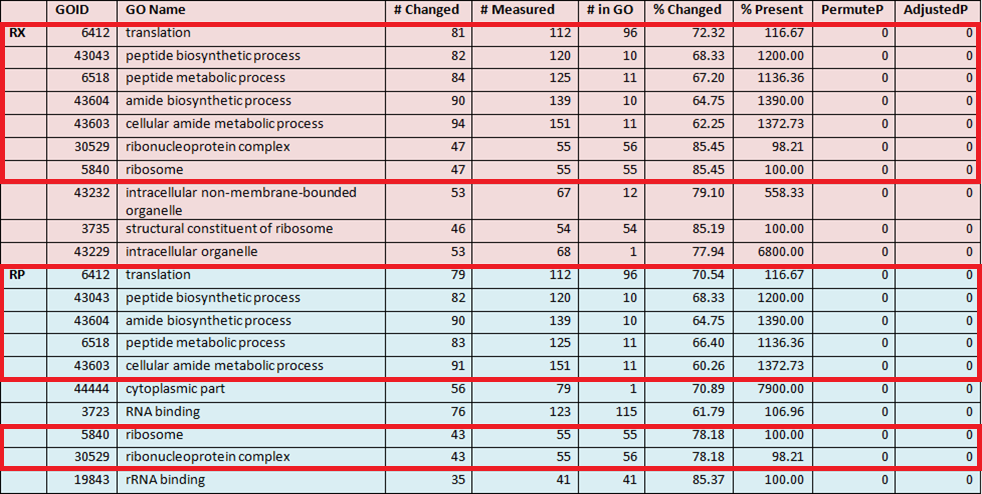 GOID GO Name # Changed # Measured # in GO % Changed % Present PermuteP AdjustedP
RX 6412 translation 81 112 96 72.32 116.67 0 0
43043 peptide biosynthetic process 82 120 10 68.33 1200.00 0 0
6518 peptide metabolic process 84 125 11 67.20 1136.36 0 0
43604 amide biosynthetic process 90 139 10 64.75 1390.00 0 0
43603 cellular amide metabolic process 94 151 11 62.25 1372.73 0 0
30529 ribonucleoprotein complex 47 55 56 85.45 98.21 0 0
5840 ribosome 47 55 55 85.45 100.00 0 0
43232 intracellular non-membrane-bounded 53 67 12 79.10 558.33 0 0
organelle
3735 structural constituent of ribosome 46 54 54 85.19 100.00 0 0
43229 intracellular organelle 53 68 1 77.94 6800.00 0 0
RP 6412 translation 79 112 96 70.54 116.67 0 0
43043 peptide biosynthetic process 82 120 10 68.33 1200.00 0 0
43604 amide biosynthetic process 90 139 10 64.75 1390.00 0 0
6518 peptide metabolic process 83 125 11 66.40 1136.36 0 0
43603 cellular amide metabolic process 91 151 11 60.26 1372.73 0 0
44444 cytoplasmic part 56 79 1 70.89 7900.00 0 0
3723 RNA binding 76 123 115 61.79 106.96 0 0
5840 ribosome 43 55 55 78.18 100.00 0 0
30529 ribonucleoprotein complex 43 55 56 78.18 98.21 0 0
19843 rRNA binding 35 41 41 85.37 100.00 0 0